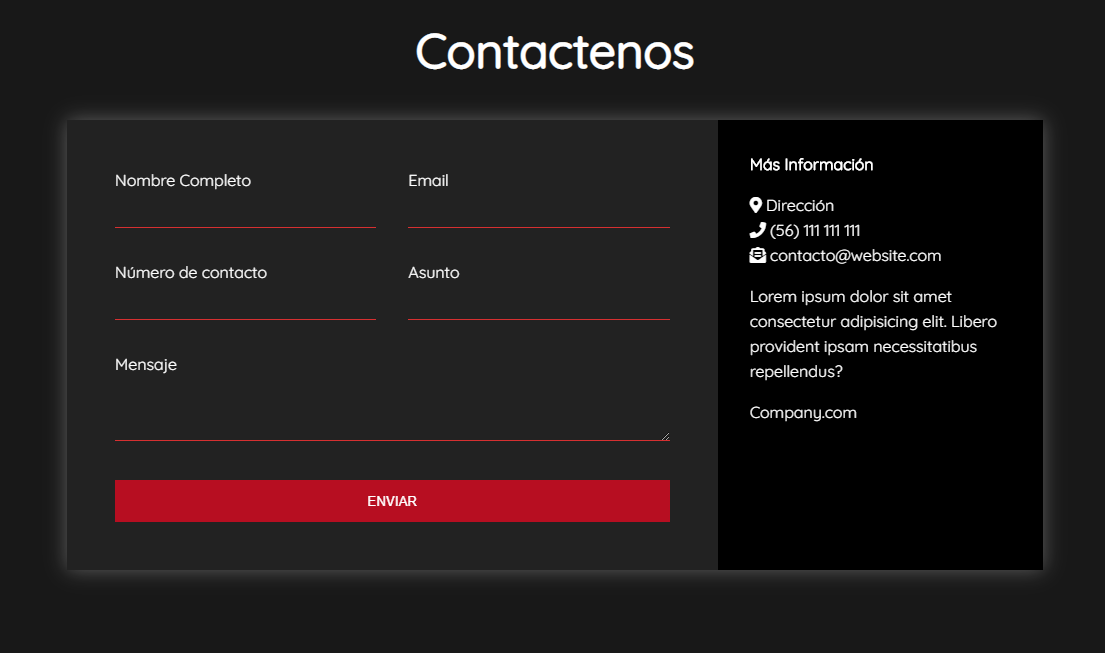 Contactenos
Nombre Completo
Email
Número de contacto
Asunto
Mensaje
ENVIAR
Más Información
Dirección
(56) 111 111 111
contacto@website.com
Lorem ipsum dolor sit amet
consectetur adipisicing elit. Libero
provident ipsam necessitatibus
repellendus?
Company.com